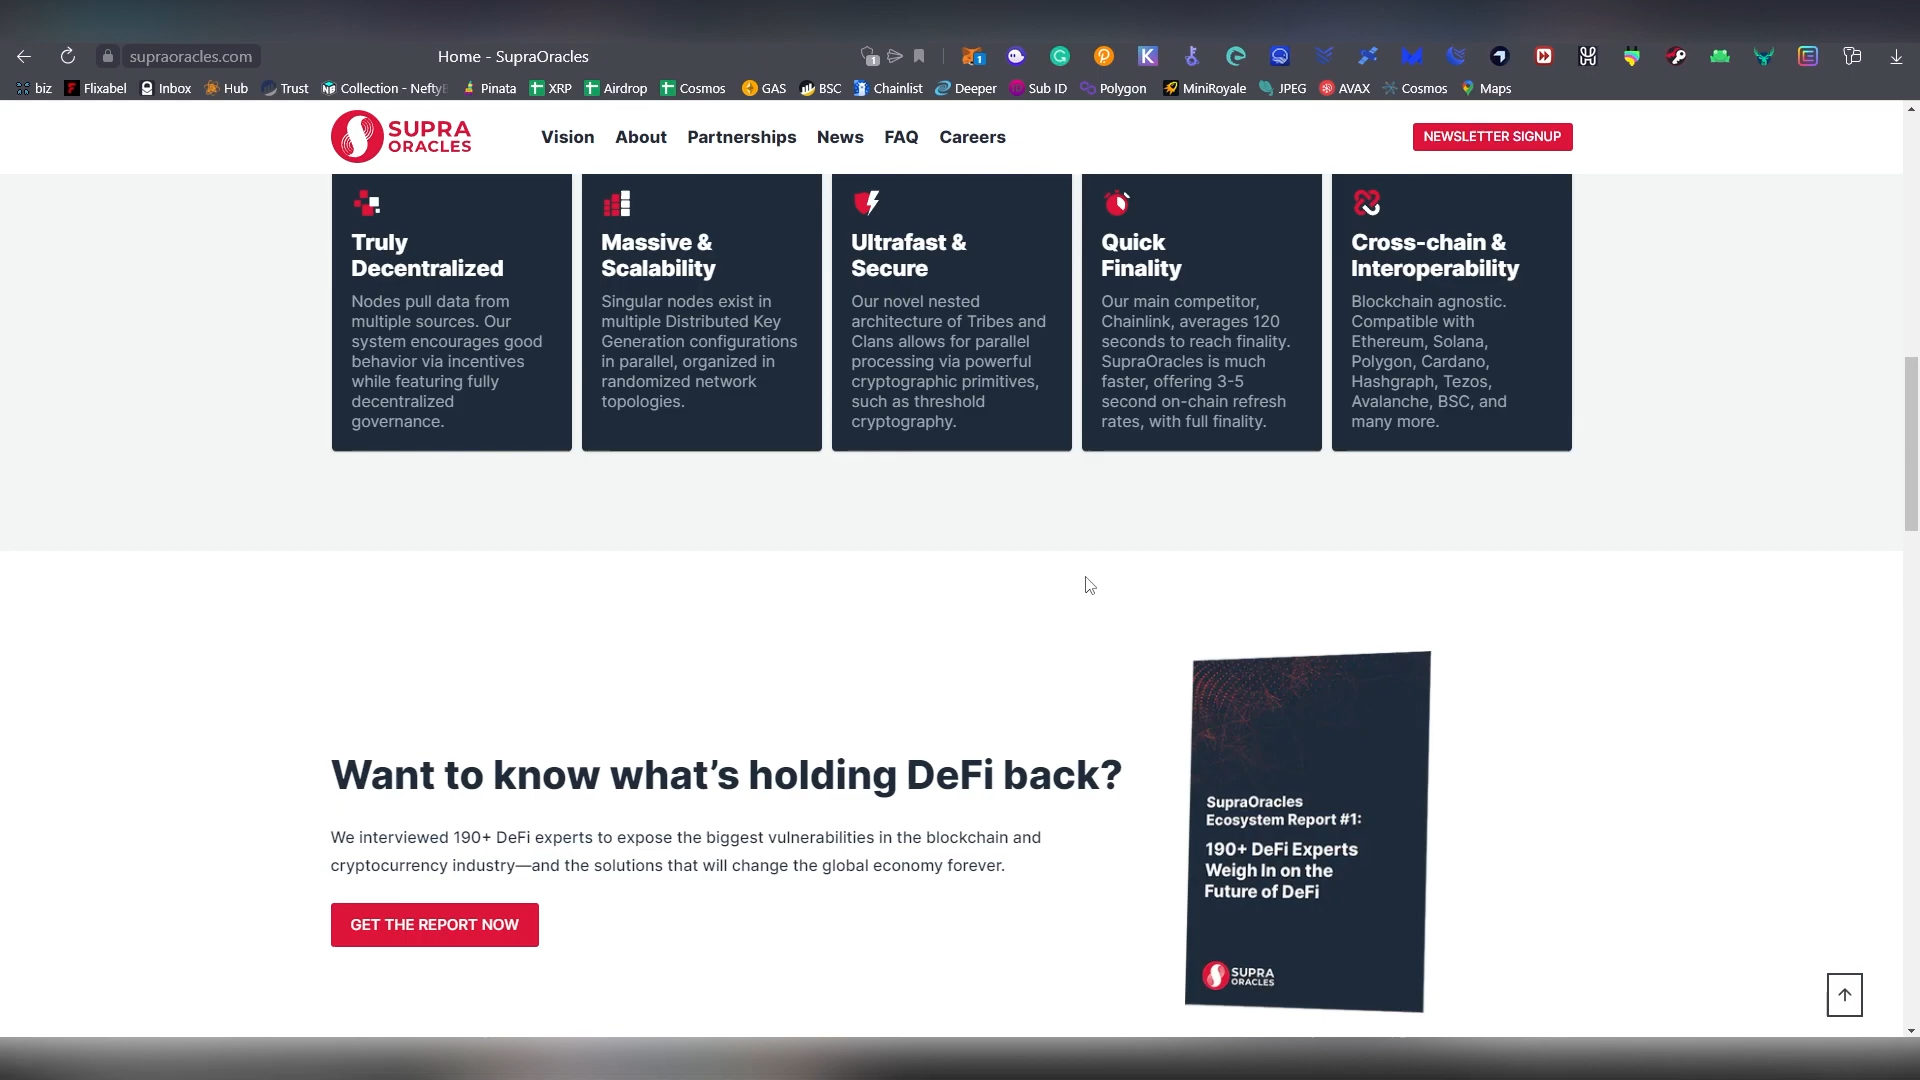 supraoracles.com
Home - SupraOracles
1
1
biz
Flixabel
Inbox
Hub
Trust
Collection - Nefty
Pinata
XRP
Airdrop
Cosmos
GAS
BSC
Chainlist
Deeper
Sub ID
Polygon
MiniRoyale
JPEG
AVAX
Cosmos
Maps
SUPRA
ORACLES
Vision
About
Partnerships
News
FAQ
Careers
NEWSLETTER SIGNUP
Truly
Decentralized
Nodes pull data from
multiple sources. Our
system encourages good
behavior via incentives
while featuring fully
decentralized
governance.
Massive &
Scalability
Singular nodes exist in
multiple Distributed Key
Generation configurations
in parallel, organized in
randomized network
topologies.
Ultrafast &
Secure
Our novel nested
architecture of Tribes and
Clans allows for parallel
processing via powerful
cryptographic primitives,
such as threshold
cryptography.
Quick
Finality
Our main competitor,
Chainlink, averages 120
seconds to reach finality.
SupraOracles is much
faster, offering 3-5
second on-chain refresh
rates, with full finality.
Cross-chain &
Interoperability
Blockchain agnostic.
Compatible with
Ethereum, Solana,
Polygon, Cardano,
Hashgraph, Tezos,
Avalanche, BSC, and
many more.
Want to know what’s holding DeFi back?
We interviewed 190+ DeFi experts to expose the biggest vulnerabilities in the blockchain and
cryptocurrency industry—and the solutions that will change the global economy forever.
GET THE REPORT NOW
SupraOracles
Ecosystem Report #1:
190+ DeFi Experts
Weigh In on the
Future of DeFi
SUPRA
ORACLES